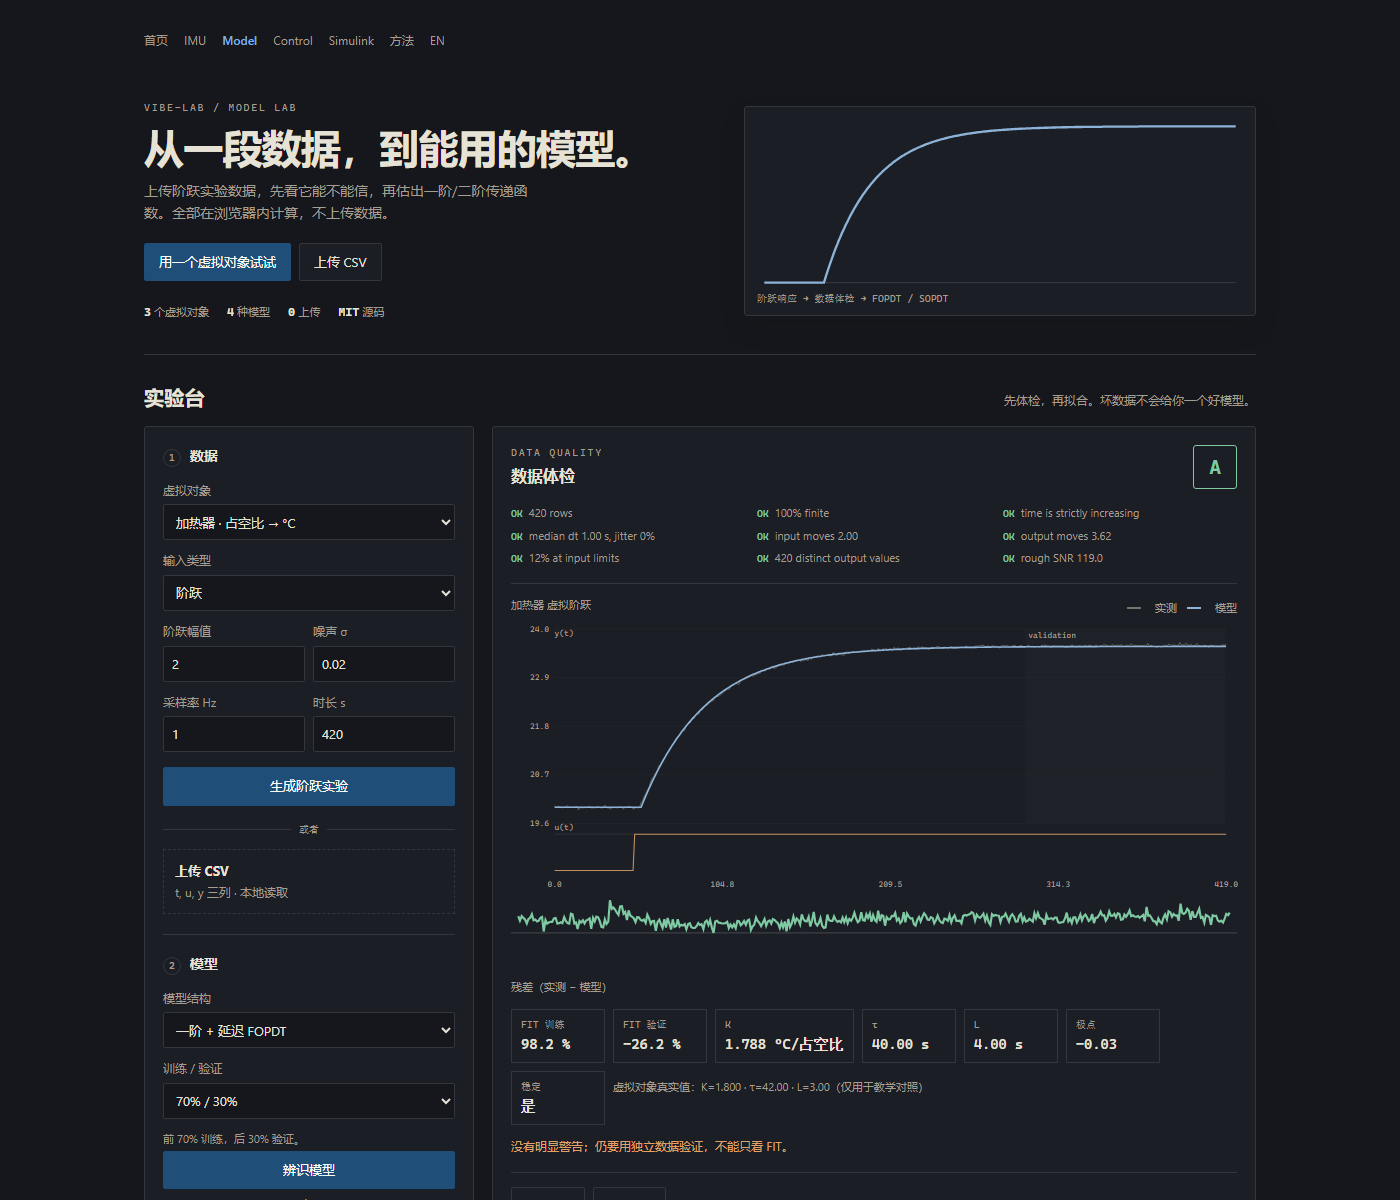 首页 IMU Model Control Simulink 方法 EN
VIBE-LAB / MODEL LAB
从一段数据，到能用的模型。
上传阶跃实验数据，先看它能不能信，再估出一阶/二阶传递函
数。全部在浏览器内计算，不上传数据。
用一个虚拟对象试试 上传 CSV
3 个虚拟对象 4 种模型 0 上传 MIT 源码
阶跃响应 → 数据体检 → FOPDT / SOPDT
实验台
先体检，再拟合。坏数据不会给你一个好模型。
1 数据
虚拟对象
加热器 · 占空比 → °C
输入类型
阶跃
阶跃幅值 噪声 σ
2 0.02
采样率 Hz 时长 s
1 420
生成阶跃实验
或者
上传 CSV
t, u, y 三列 · 本地读取
2 模型
模型结构
一阶 + 延迟 FOPDT
训练 / 验证
70% / 30%
前 70% 训练，后 30% 验证。
辨识模型
DATA QUALITY
数据体检
A
OK 420 rows OK 100% finite OK time is strictly increasing
OK median dt 1.00 s, jitter 0% OK input moves 2.00 OK output moves 3.62
OK 12% at input limits OK 420 distinct output values OK rough SNR 119.0
加热器 虚拟阶跃
实测 模型
24.0 y(t) validation
22.9
21.8
20.7
19.6 u(t)
0.0 104.8 209.5 314.3 419.0
残差（实测 − 模型）
FIT 训练 FIT 验证 K τ L 极点
98.2 % −26.2 % 1.788 °C/占空比 40.00 s 4.00 s −0.03
稳定
是
虚拟对象真实值：K=1.800 · τ=42.00 · L=3.00（仅用于教学对照）
没有明显警告；仍要用独立数据验证，不能只看 FIT。